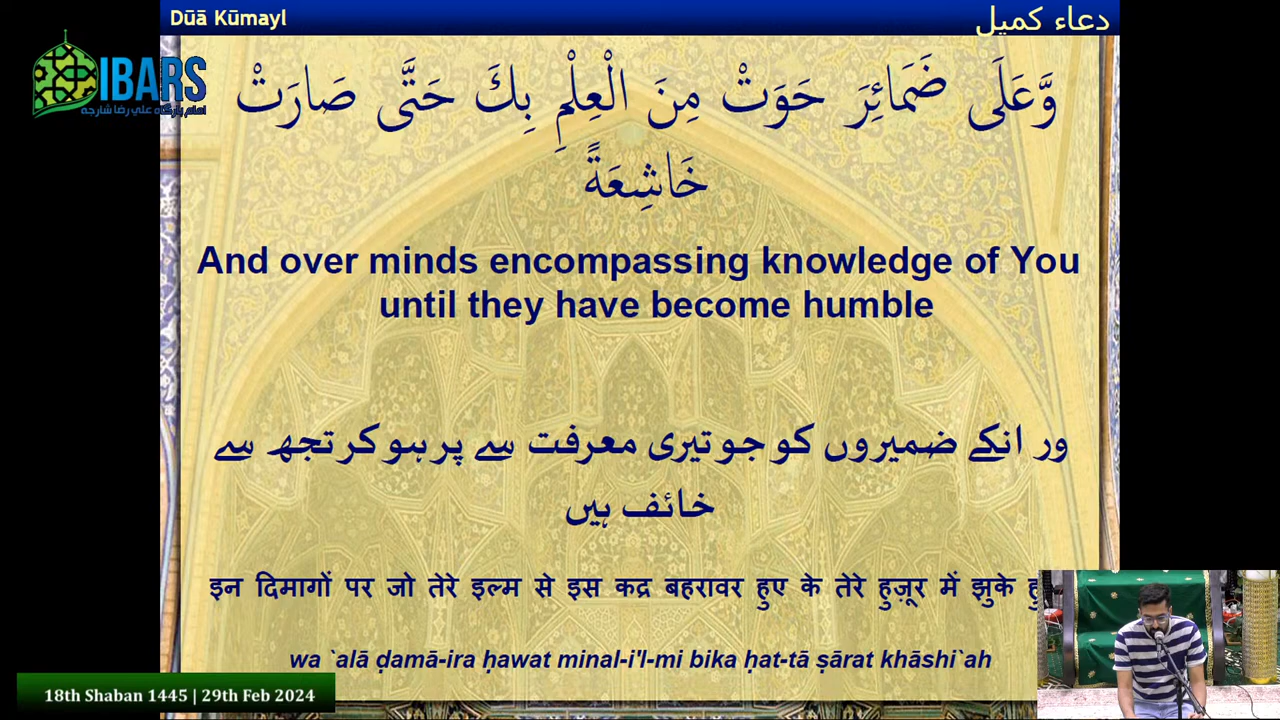 Dūā Kūmayl
دعاء كميل
IBARS
وَّعَلَى ضَمَائِرَ حَوَتْ مِنَ الْعِلْمِ بِكَ حَتَّى صَارَتْ
خَاشِعَةً
And over minds encompassing knowledge of You
until they have become humble
ور انکے ضمیروں کو جو تیری معرفت سے پر ہو کر تجھ سے
خائف ہیں
इन दिमागों पर जो तेरे इल्म से इस कद्र बहरावर हुए के तेरे हुज़ूर में झुके
wa `alā ḍamā-ira ḥawat minal-i'l-mi bika ḥat-tā ṣārat khāshi`ah
18th Shaban 1445 | 29th Feb 2024